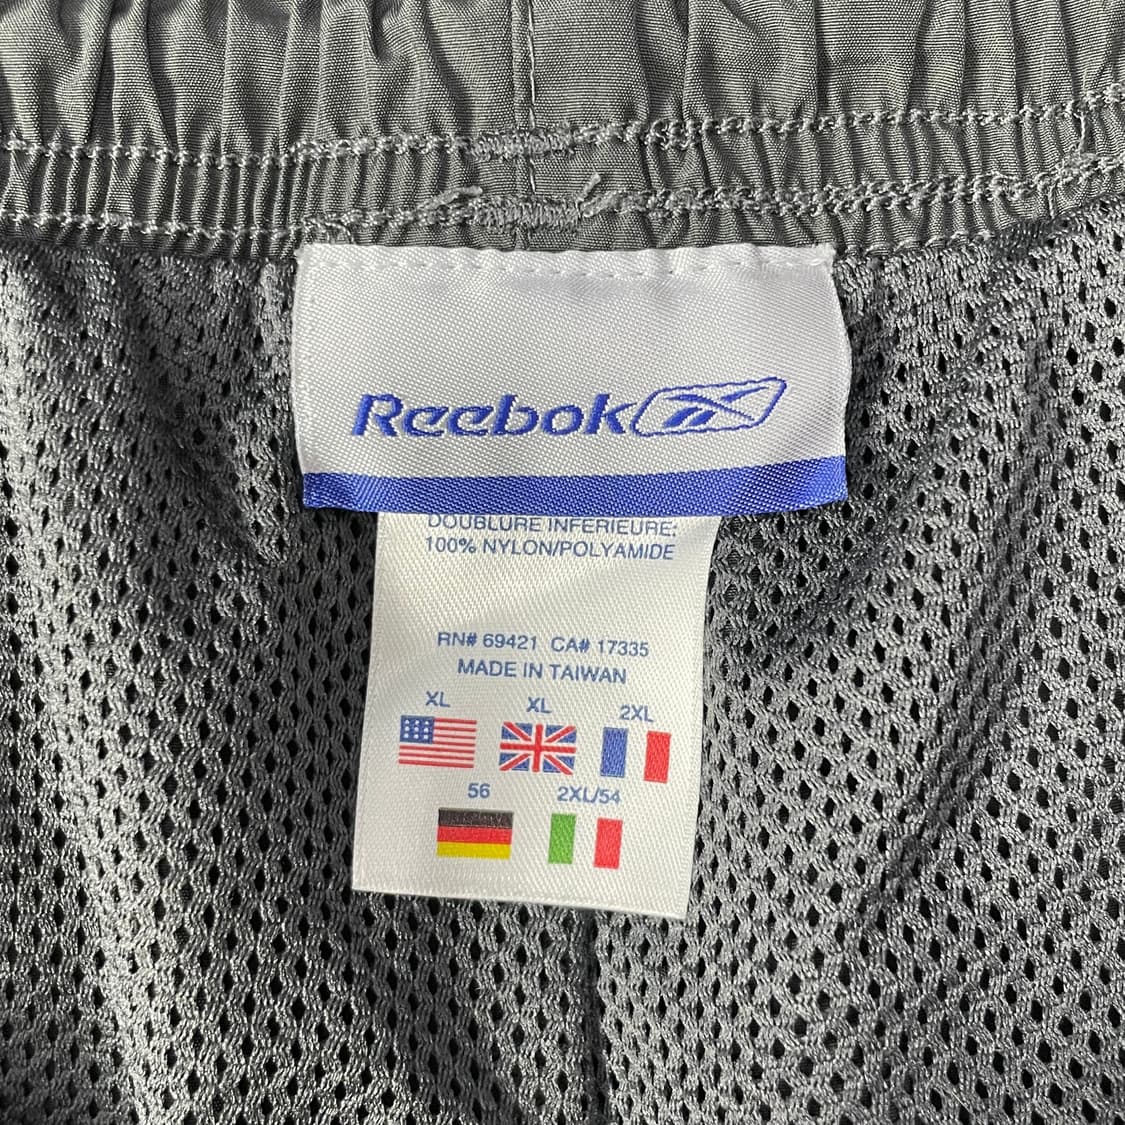 Reebok
DOUBLURE INFERIEURE:
100% NYLON/POLYAMIDE
RN# 69421 CA# 17335
MADE IN TAIWAN
XL XL 2XL
56 2XL/54